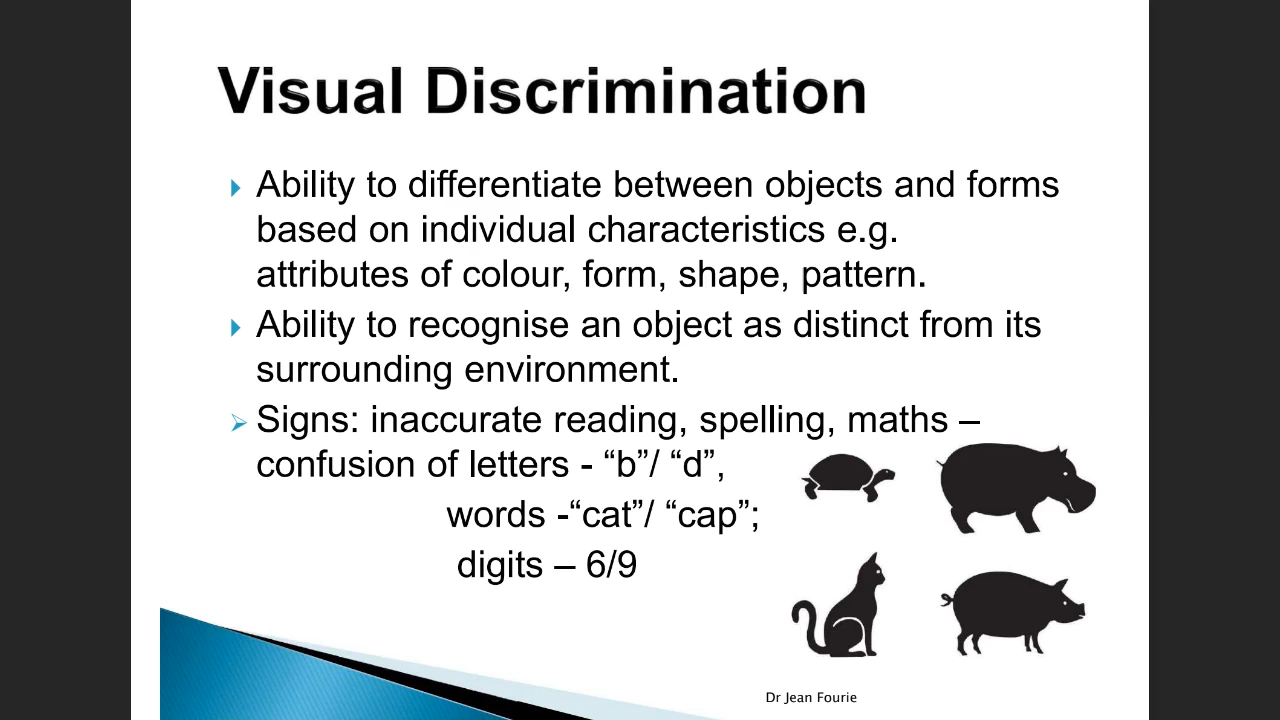 Visual Discrimination
Ability to differentiate between objects and forms
based on individual characteristics e.g.
attributes of colour, form, shape, pattern.
Ability to recognise an object as distinct from its
surrounding environment.
Signs: inaccurate reading, spelling, maths –
confusion of letters - “b”/ “d”,
words -“cat”/ “cap”;
digits – 6/9
Dr Jean Fourie